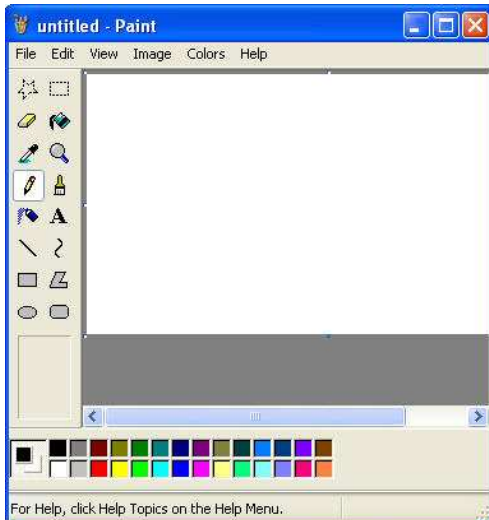 untitled - Paint
File Edit View Image Colors Help
A
For Help, click Help Topics on the Help Menu.